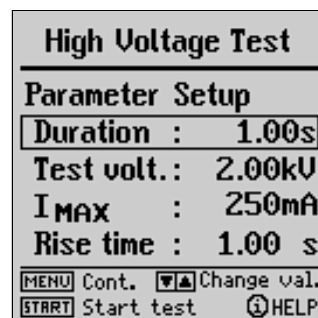 High Voltage Test
Parameter Setup
Duration : 1.00s
Test volt.: 2.00kV
IMAX : 250mA
Rise time : 1.00 s
MENU Cont. ▼▲ Change val.
START Start test ⓘ HELP